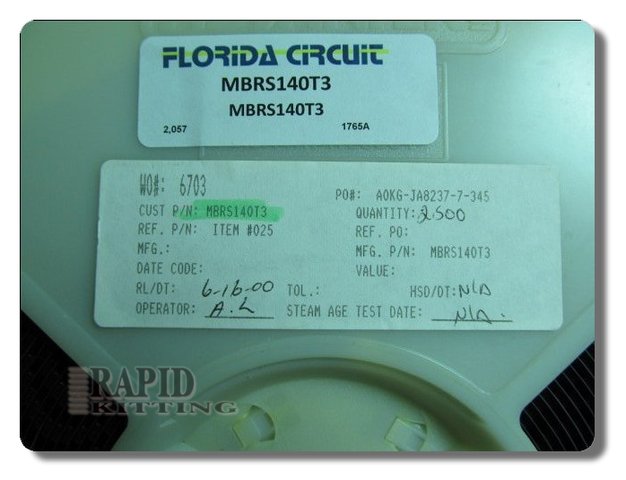 FLORIDA CIRCUIT
MBRS140T3
MBRS140T3
2,057 1765A
WO#: 6703
PO#: AOKG-JA8237-7-345
CUST P/N: MBRS140T3 QUANTITY: 2,500
REF. P/N: ITEM #025 REF. PO:
MFG.: MFG. P/N: MBRS140T3
DATE CODE: VALUE:
RL/DT: 6-16-00 TOL.: HSD/DT: N/A
OPERATOR: A.L STEAM AGE TEST DATE: N/A.
RAPID
KITTING